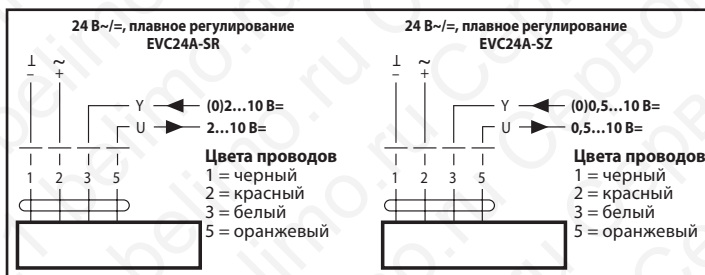 24 В~/=, плавное регулирование
EVC24A-SR
⊥ ~
– +
Y (0)2...10 В=
U 2...10 В=
1 2 3 5
Цвета проводов
1 = черный
2 = красный
3 = белый
5 = оранжевый
24 В~/=, плавное регулирование
EVC24A-SZ
⊥ ~
– +
Y (0)0,5...10 В=
U 0,5...10 В=
1 2 3 5
Цвета проводов
1 = черный
2 = красный
3 = белый
5 = оранжевый